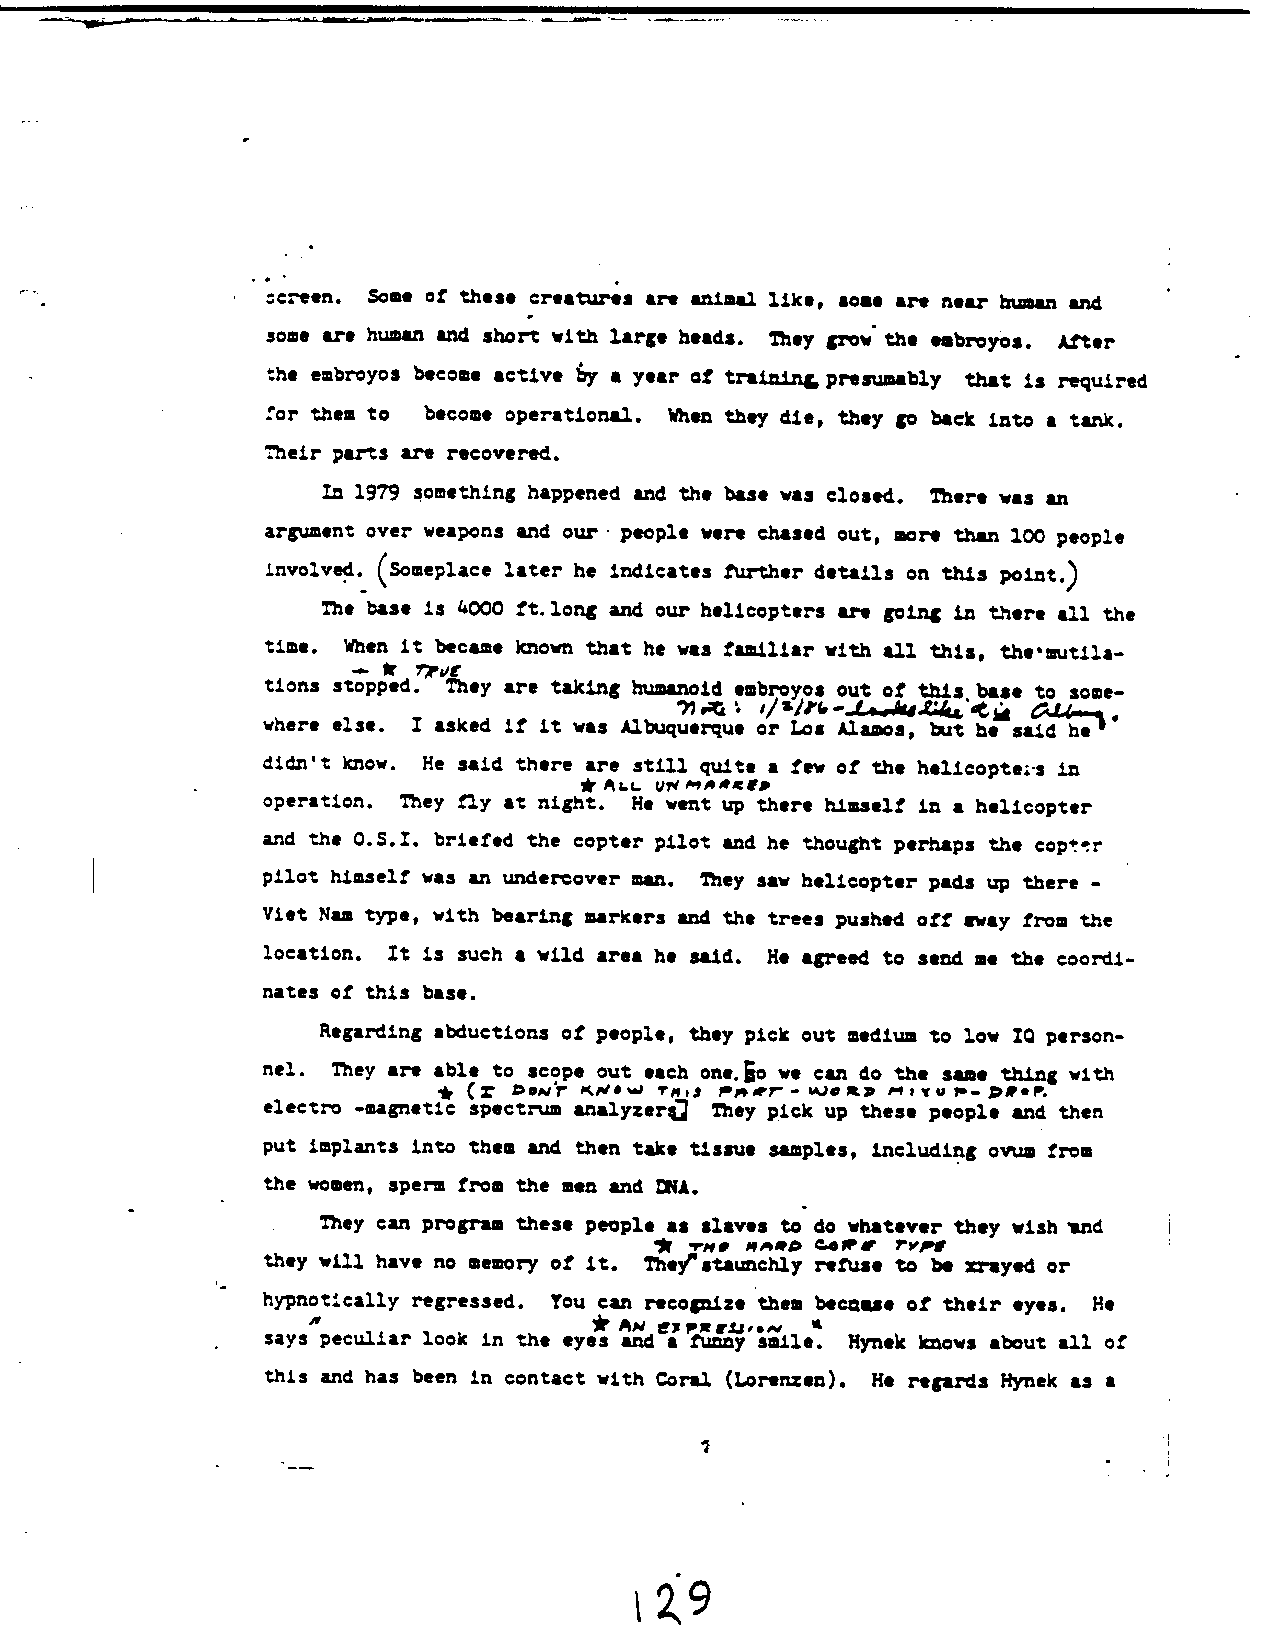 screen. Some of these creatures are animal like, some are near human and
some are human and short with large heads. They grow the embroyos. After
the embroyos become active by a year of training presumably that is required
for them to become operational. When they die, they go back into a tank.
Their parts are recovered.
In 1979 something happened and the base was closed. There was an
argument over weapons and our people were chased out, more than 100 people
involved. (Someplace later he indicates further details on this point.)
The base is 4000 ft. long and our helicopters are going in there all the
time. When it became known that he was familiar with all this, the mutila-
- ★ TRUE
tions stopped. They are taking humanoid embroyos out of this base to some-
Note: 1/2/86 - Looks like it is
where else. I asked if it was Albuquerque or Los Alamos, but he said he
didn't know. He said there are still quite a few of the helicopters in
★ ALL UNMARKED
operation. They fly at night. He went up there himself in a helicopter
and the O.S.I. briefed the copter pilot and he thought perhaps the copter
pilot himself was an undercover man. They saw helicopter pads up there -
Viet Nam type, with bearing markers and the trees pushed off away from the
location. It is such a wild area he said. He agreed to send me the coordi-
nates of this base.
Regarding abductions of people, they pick out medium to low IQ person-
nel. They are able to scope out each one. [So we can do the same thing with
★ (I DON'T KNOW THIS PART - WORD MIXUP - DROP.
electro -magnetic spectrum analyzers] They pick up these people and then
put implants into them and then take tissue samples, including ovum from
the women, sperm from the men and DNA.
They can program these people as slaves to do whatever they wish and
★ THE HARD CORE TYPE
they will have no memory of it. They staunchly refuse to be xrayed or
hypnotically regressed. You can recognize them becnase of their eyes. He
" ★ AN EXPRESSION "
says peculiar look in the eyes and a funny smile. Hynek knows about all of
this and has been in contact with Coral (Lorenzen). He regards Hynek as a
7
129